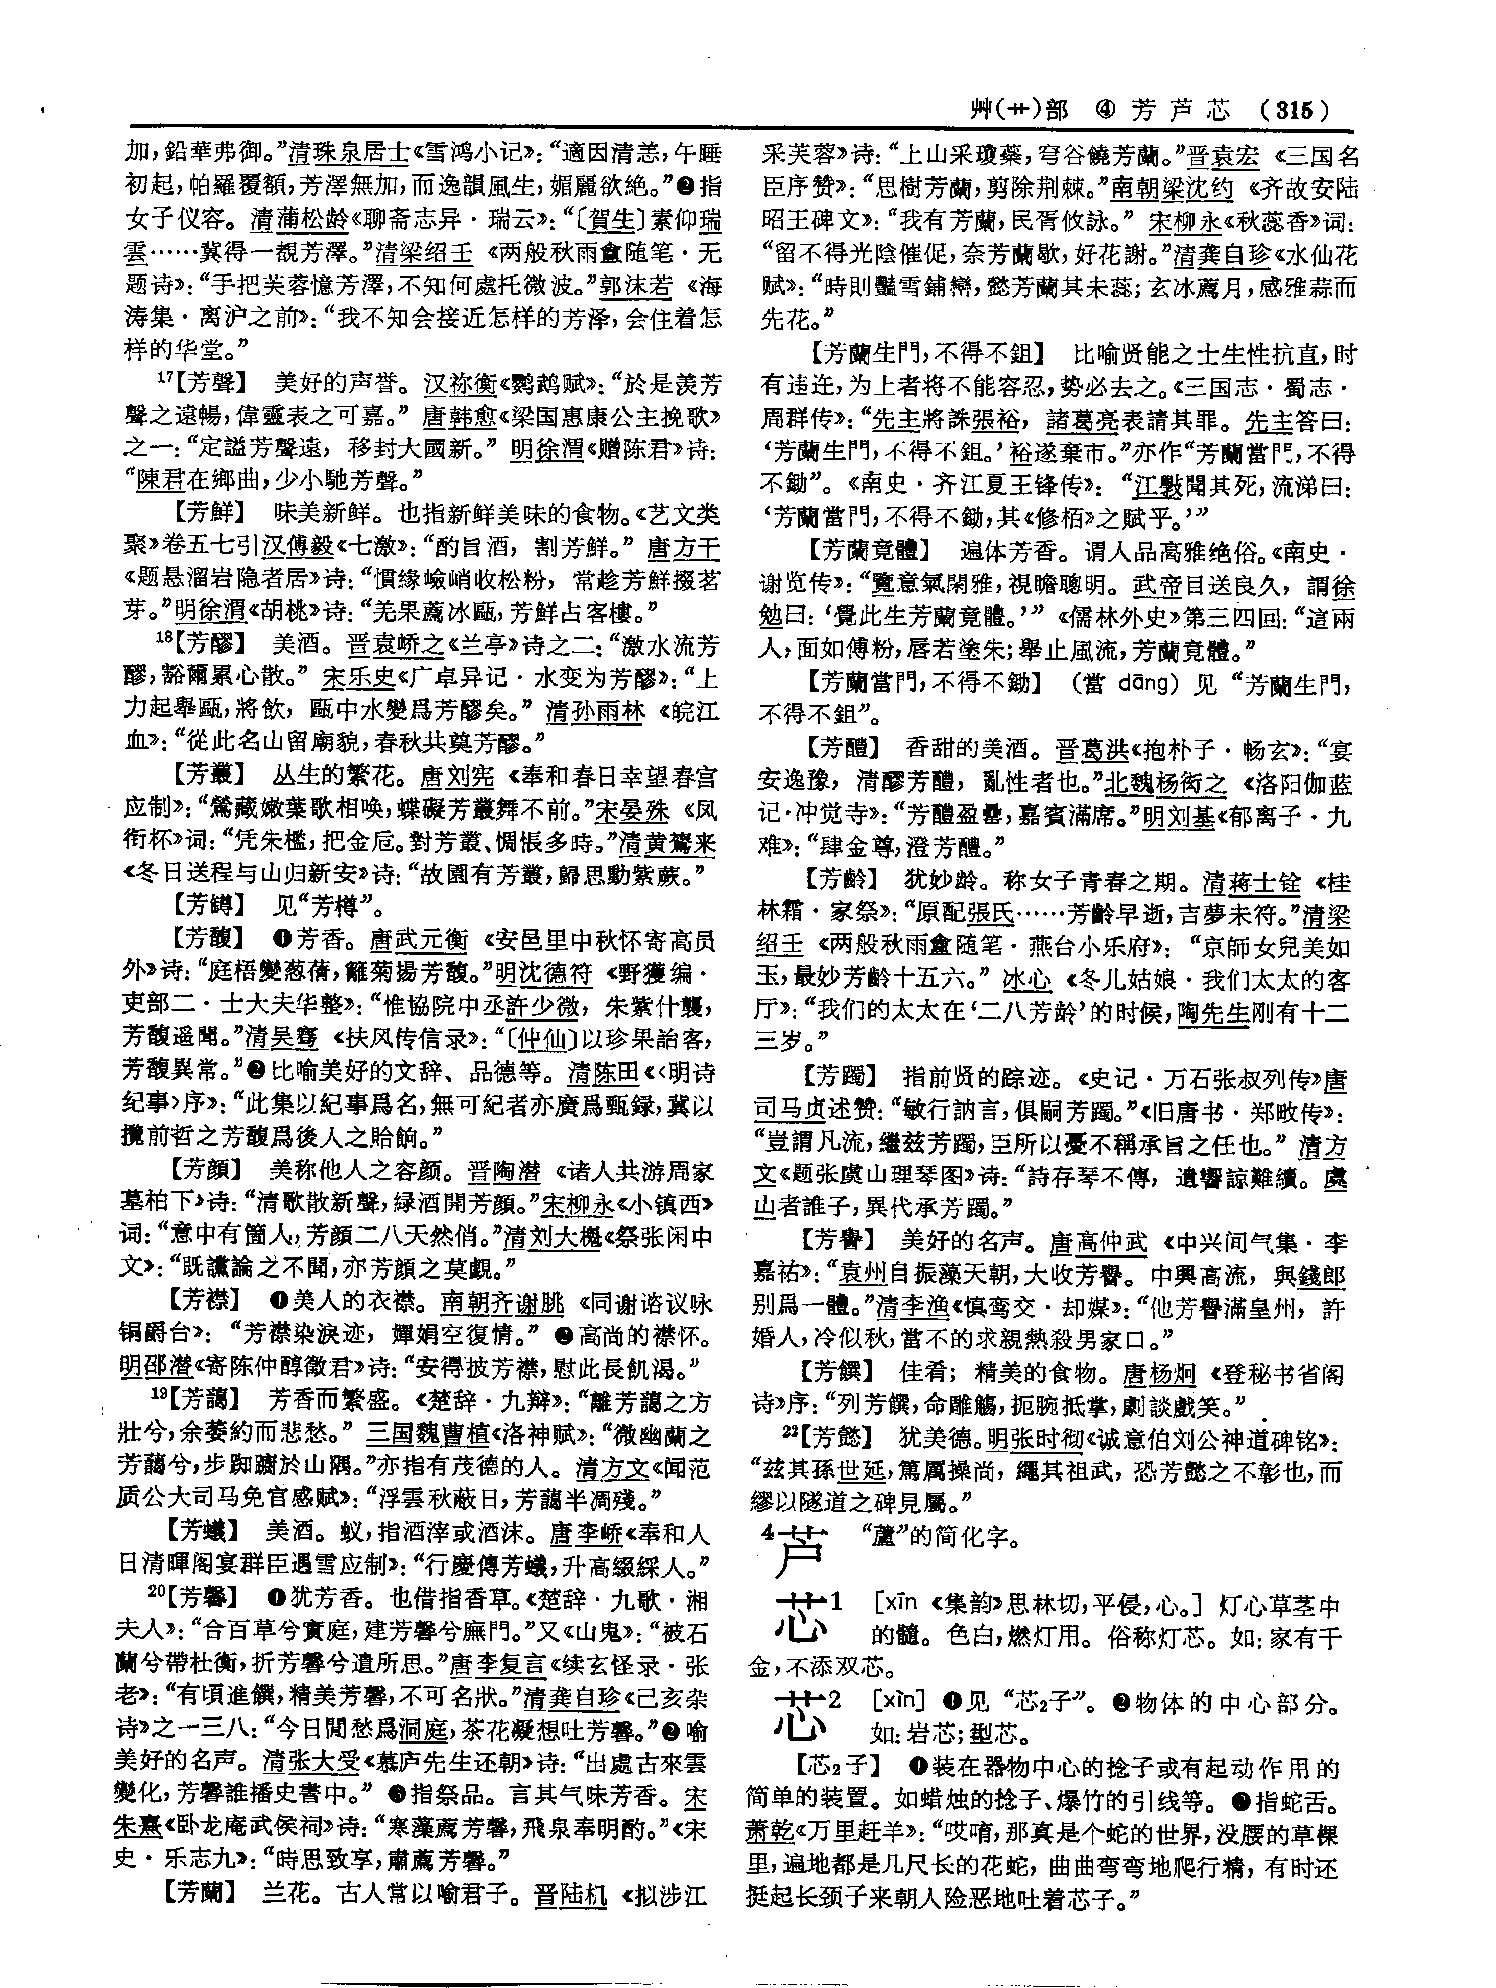 艸(艹)部 ④ 芳芦芯 (315)
加,鉛華弗御。”清珠泉居士《雪鸿小记》:“適因清恙,午睡
初起,帕羅覆額,芳澤無加,而逸韻風生,媚麗欲絶。”❷指
女子仪容。清蒲松龄《聊斋志异·瑞云》:“〔賀生〕素仰瑞
雲……冀得一覩芳澤。”清梁绍壬《两般秋雨盦随笔·无
题诗》:“手把芙蓉憶芳澤,不知何處托微波。”郭沫若《海
涛集·离沪之前》:“我不知会接近怎样的芳泽,会住着怎
样的华堂。”
17【芳聲】 美好的声誉。汉祢衡《鹦鹉赋》:“於是羨芳
聲之遠暢,偉靈表之可嘉。”唐韩愈《梁国惠康公主挽歌》
之一:“定謚芳聲遠,移封大國新。”明徐渭《赠陈君》诗:
“陳君在鄉曲,少小馳芳聲。”
【芳鮮】 味美新鲜。也指新鲜美味的食物。《艺文类
聚》卷五七引汉傅毅《七激》:“酌旨酒,割芳鮮。”唐方干
《题悬溜岩隐者居》诗:“慣緣嶮峭收松粉,常趁芳鮮掇茗
芽。”明徐渭《胡桃》诗:“羌果薦冰甌,芳鮮占客樓。”
18【芳醪】 美酒。晋袁峤之《兰亭》诗之二:“激水流芳
醪,豁爾累心散。”宋乐史《广卓异记·水变为芳醪》:“上
力起舉甌,將飲,甌中水變爲芳醪矣。”清孙雨林《皖江
血》:“從此名山留廟貌,春秋共奠芳醪。”
【芳叢】 丛生的繁花。唐刘宪《奉和春日幸望春宫
应制》:“鶯藏嫩葉歌相唤,蝶礙芳叢舞不前。”宋晏殊《凤
衔杯》词:“凭朱檻,把金卮。對芳叢、惆悵多時。”清黄鷟来
《冬日送程与山归新安》诗:“故園有芳叢,歸思動紫蕨。”
【芳罇】 见“芳樽”。
【芳馥】 ❶芳香。唐武元衡《安邑里中秋怀寄高员
外》诗:“庭梧變葱蒨,籬菊揚芳馥。”明沈德符《野獲编·
吏部二·士大夫华整》:“惟協院中丞許少微,朱紫什襲,
芳馥遥聞。”清吴骞《扶风传信录》:“〔仲仙〕以珍果詒客,
芳馥異常。”❷比喻美好的文辞、品德等。清陈田《〈明诗
纪事〉序》:“此集以紀事爲名,無可紀者亦廣爲甄録,冀以
攬前哲之芳馥爲後人之貽餉。”
【芳顔】 美称他人之容颜。晋陶潜《诸人共游周家
墓柏下》诗:“清歌散新聲,緑酒開芳顔。”宋柳永《小镇西》
词:“意中有箇人,芳顔二八天然俏。”清刘大櫆《祭张闲中
文》:“既讜論之不聞,亦芳顔之莫覿。”
【芳襟】 ❶美人的衣襟。南朝齐谢朓《同谢谘议咏
铜爵台》:“芳襟染淚迹,嬋娟空復情。”❷高尚的襟怀。
明邵潜《寄陈仲醇徵君》诗:“安得披芳襟,慰此長飢渴。”
19【芳藹】 芳香而繁盛。《楚辞·九辩》:“離芳藹之方
壯兮,余萎約而悲愁。”三国魏曹植《洛神赋》:“微幽蘭之
芳藹兮,步踟躕於山隅。”亦指有茂德的人。清方文《闻范
质公大司马免官感赋》:“浮雲秋蔽日,芳藹半凋殘。”
【芳蟻】 美酒。蚁,指酒滓或酒沫。唐李峤《奉和人
日清暉阁宴群臣遇雪应制》:“行慶傳芳蟻,升高綴綵人。”
20【芳馨】 ❶犹芳香。也借指香草。《楚辞·九歌·湘
夫人》:“合百草兮實庭,建芳馨兮廡門。”又《山鬼》:“被石
蘭兮帶杜衡,折芳馨兮遺所思。”唐李复言《续玄怪录·张
老》:“有頃進饌,精美芳馨,不可名狀。”清龚自珍《己亥杂
诗》之一三八:“今日閒愁爲洞庭,茶花凝想吐芳馨。”❷喻
美好的名声。清张大受《慕庐先生还朝》诗:“出處古來雲
變化,芳馨誰播史書中。”❸指祭品。言其气味芳香。宋
朱熹《卧龙庵武侯祠》诗:“寒藻薦芳馨,飛泉奉明酌。”《宋
史·乐志九》:“時思致享,肅薦芳馨。”
【芳蘭】 兰花。古人常以喻君子。晋陆机《拟涉江
采芙蓉》诗:“上山采瓊蘂,穹谷饒芳蘭。”晋袁宏《三国名
臣序赞》:“思樹芳蘭,剪除荆棘。”南朝梁沈约《齐故安陆
昭王碑文》:“我有芳蘭,民胥攸詠。”宋柳永《秋蕊香》词:
“留不得光陰催促,奈芳蘭歇,好花謝。”清龚自珍《水仙花
赋》:“時則豔雪鋪巒,懿芳蘭其未蕊;玄冰薦月,感雅蒜而
先花。”
【芳蘭生門,不得不鉏】 比喻贤能之士生性抗直,时
有违迕,为上者将不能容忍,势必去之。《三国志·蜀志·
周群传》:“先主將誅張裕,諸葛亮表請其罪。先主答曰:
‘芳蘭生門,不得不鉏。’裕遂棄市。”亦作“芳蘭當門,不得
不鋤”。《南史·齐江夏王锋传》:“江斅聞其死,流涕曰:
‘芳蘭當門,不得不鋤,其《修栢》之賦乎。’”
【芳蘭竟體】 遍体芳香。谓人品高雅绝俗。《南史·
谢览传》:“覽意氣閑雅,視瞻聰明。武帝目送良久,謂徐
勉曰:‘覺此生芳蘭竟體。’”《儒林外史》第三四回:“這兩
人,面如傅粉,唇若塗朱;舉止風流,芳蘭竟體。”
【芳蘭當門,不得不鋤】 (當 dāng) 见“芳蘭生門,
不得不鉏”。
【芳醴】 香甜的美酒。晋葛洪《抱朴子·畅玄》:“宴
安逸豫,清醪芳醴,亂性者也。”北魏杨衒之《洛阳伽蓝
记·冲觉寺》:“芳醴盈罍,嘉賓滿席。”明刘基《郁离子·九
难》:“肆金尊,澄芳醴。”
【芳齡】 犹妙龄。称女子青春之期。清蒋士铨《桂
林霜·家祭》:“原配張氏……芳齡早逝,吉夢未符。”清梁
绍壬《两般秋雨盦随笔·燕台小乐府》:“京師女兒美如
玉,最妙芳齡十五六。”冰心《冬儿姑娘·我们太太的客
厅》:“我们的太太在‘二八芳龄’的时候,陶先生刚有十二
三岁。”
【芳躅】 指前贤的踪迹。《史记·万石张叔列传》唐
司马贞述赞:“敏行訥言,俱嗣芳躅。”《旧唐书·郑畋传》:
“豈謂凡流,繼兹芳躅,臣所以憂不稱承旨之任也。”清方
文《题张虞山理琴图》诗:“詩存琴不傳,遺響諒難續。虞
山者誰子,異代承芳躅。”
【芳譽】 美好的名声。唐高仲武《中兴间气集·李
嘉祐》:“袁州自振藻天朝,大收芳譽。中興高流,與錢郎
别爲一體。”清李渔《慎鸾交·却媒》:“他芳譽滿皇州,許
婚人,冷似秋,當不的求親熱殺男家口。”
【芳饌】 佳肴;精美的食物。唐杨炯《登秘书省阁
诗》序:“列芳饌,命雕觴,扼腕抵掌,劇談戲笑。”
22【芳懿】 犹美德。明张时彻《诚意伯刘公神道碑铭》:
“兹其孫世延,篤厲操尚,繩其祖武,恐芳懿之不彰也,而
繆以隧道之碑見屬。”
4芦 “蘆”的简化字。
芯1 [xīn《集韵》思林切,平侵,心。] 灯心草茎中
的髓。色白,燃灯用。俗称灯芯。如:家有千
金,不添双芯。
芯2 [xìn] ❶见“芯₂子”。❷物体的中心部分。
如:岩芯;型芯。
【芯₂子】 ❶装在器物中心的捻子或有起动作用的
简单的装置。如蜡烛的捻子、爆竹的引线等。❷指蛇舌。
萧乾《万里赶羊》:“哎唷,那真是个蛇的世界,没腰的草棵
里,遍地都是几尺长的花蛇,曲曲弯弯地爬行精,有时还
挺起长颈子来朝人险恶地吐着芯子。”